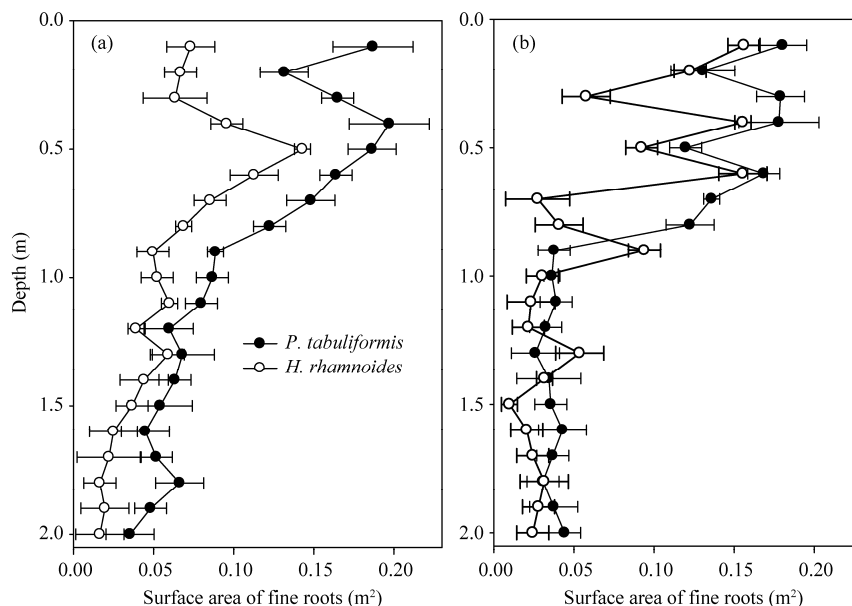 (a)
(b)
0.0
0.5
1.0
1.5
2.0
Depth (m)
P. tabuliformis
H. rhamnoides
0.00 0.05 0.10 0.15 0.20
Surface area of fine roots (m²)
0.00 0.05 0.10 0.15 0.20
Surface area of fine roots (m²)